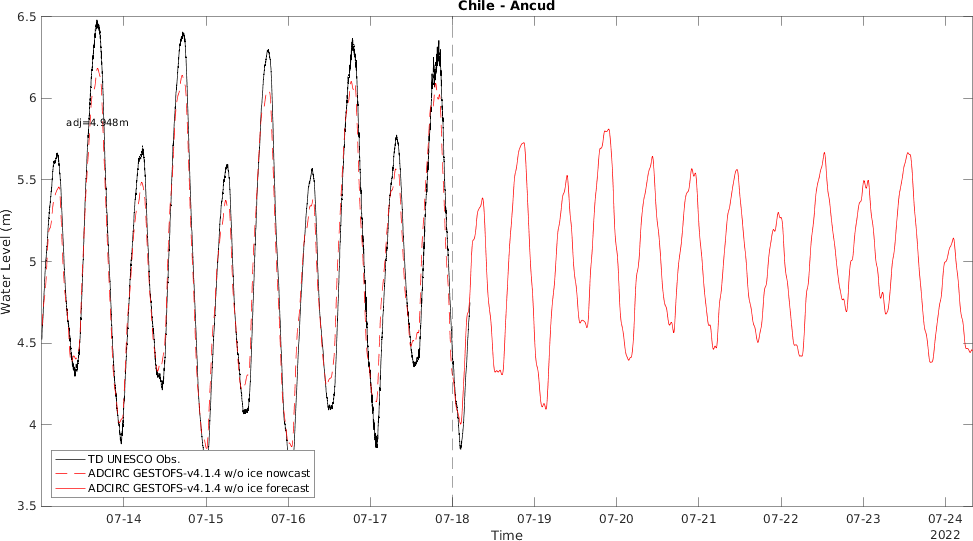 Chile - Ancud
6.5
6
5.5
5
4.5
4
3.5
Water Level (m)
adj=4.948m
TD UNESCO Obs.
ADCIRC GESTOFS-v4.1.4 w/o ice nowcast
ADCIRC GESTOFS-v4.1.4 w/o ice forecast
07-14 07-15 07-16 07-17 07-18 07-19 07-20 07-21 07-22 07-23 07-24
Time
2022